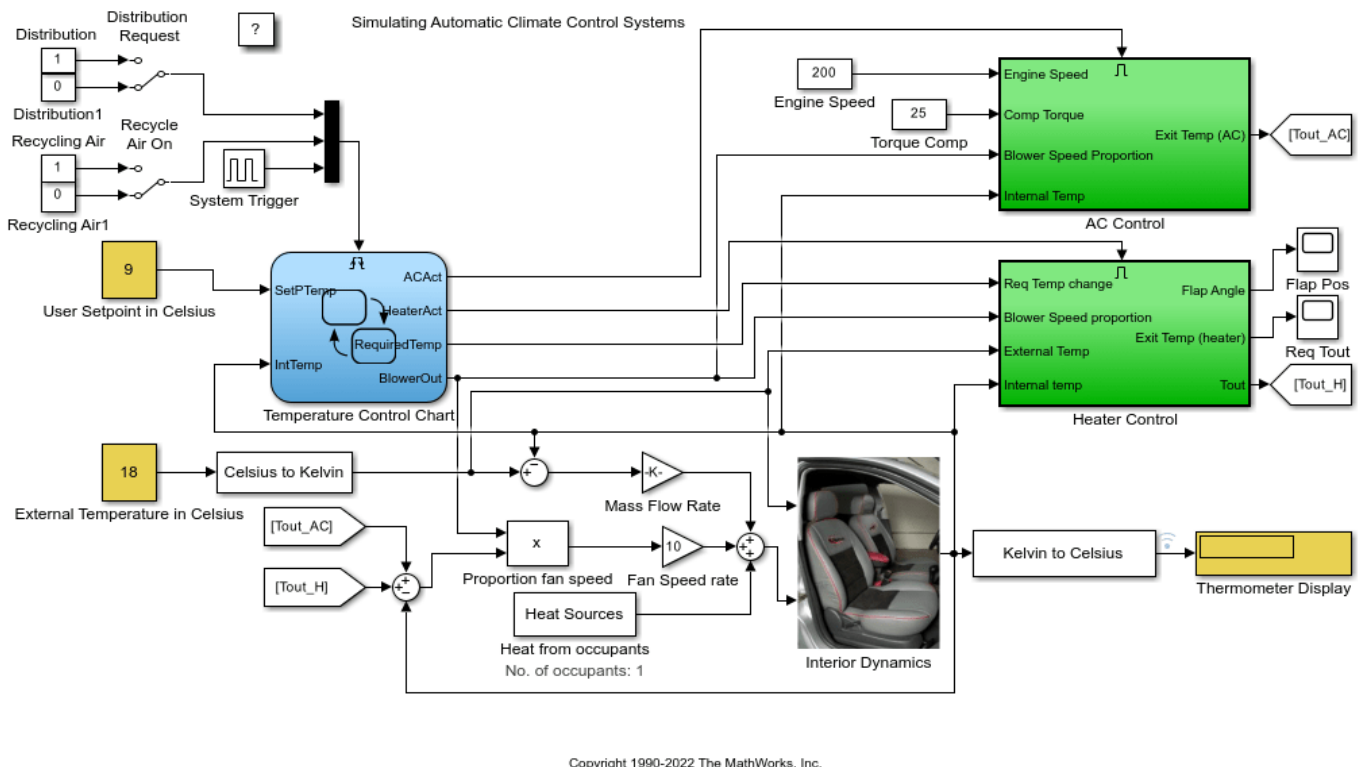 Simulating Automatic Climate Control Systems
Distribution
Distribution
Request
?
1
0
Distribution1
Recycling Air
Recycle
Air On
1
0
Recycling Air1
System Trigger
200
Engine Speed
25
Torque Comp
Engine Speed
Comp Torque
Blower Speed Proportion
Internal Temp
Exit Temp (AC)
AC Control
[Tout_AC]
9
User Setpoint in Celsius
SetPTemp
IntTemp
ACAct
HeaterAct
RequiredTemp
BlowerOut
Temperature Control Chart
Req Temp change
Blower Speed proportion
External Temp
Internal temp
Flap Angle
Exit Temp (heater)
Tout
Heater Control
Flap Pos
Req Tout
[Tout_H]
18
External Temperature in Celsius
Celsius to Kelvin
+
−
-K-
Mass Flow Rate
[Tout_AC]
[Tout_H]
+
+
−
x
Proportion fan speed
10
Fan Speed rate
+
+
+
Heat Sources
Heat from occupants
No. of occupants: 1
Interior Dynamics
Kelvin to Celsius
Thermometer Display
Copyright 1990-2022 The MathWorks, Inc.